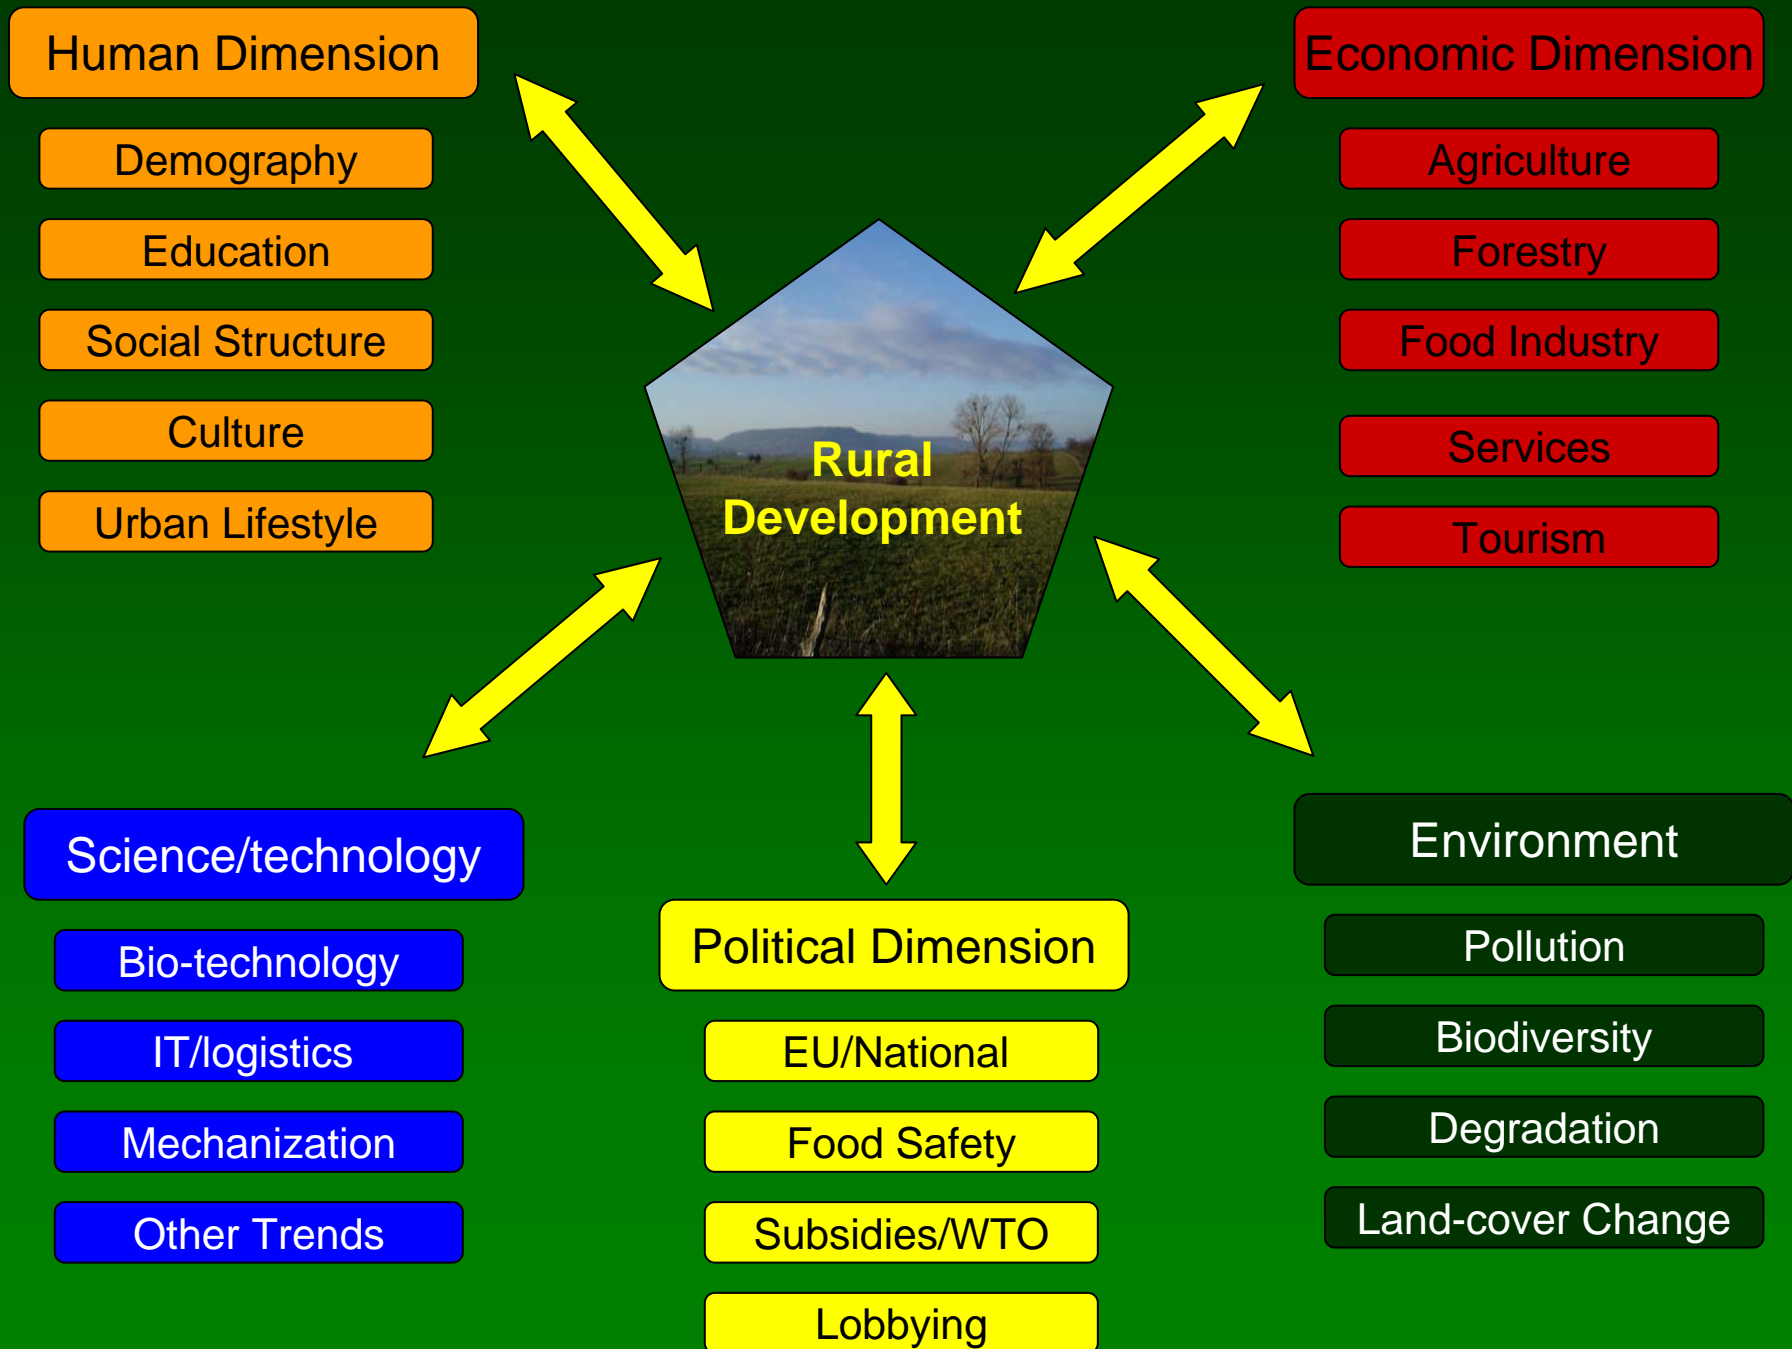 Human Dimension
Demography
Education
Social Structure
Culture
Urban Lifestyle
Economic Dimension
Agriculture
Forestry
Food Industry
Services
Tourism
Rural
Development
Science/technology
Bio-technology
IT/logistics
Mechanization
Other Trends
Political Dimension
EU/National
Food Safety
Subsidies/WTO
Lobbying
Environment
Pollution
Biodiversity
Degradation
Land-cover Change